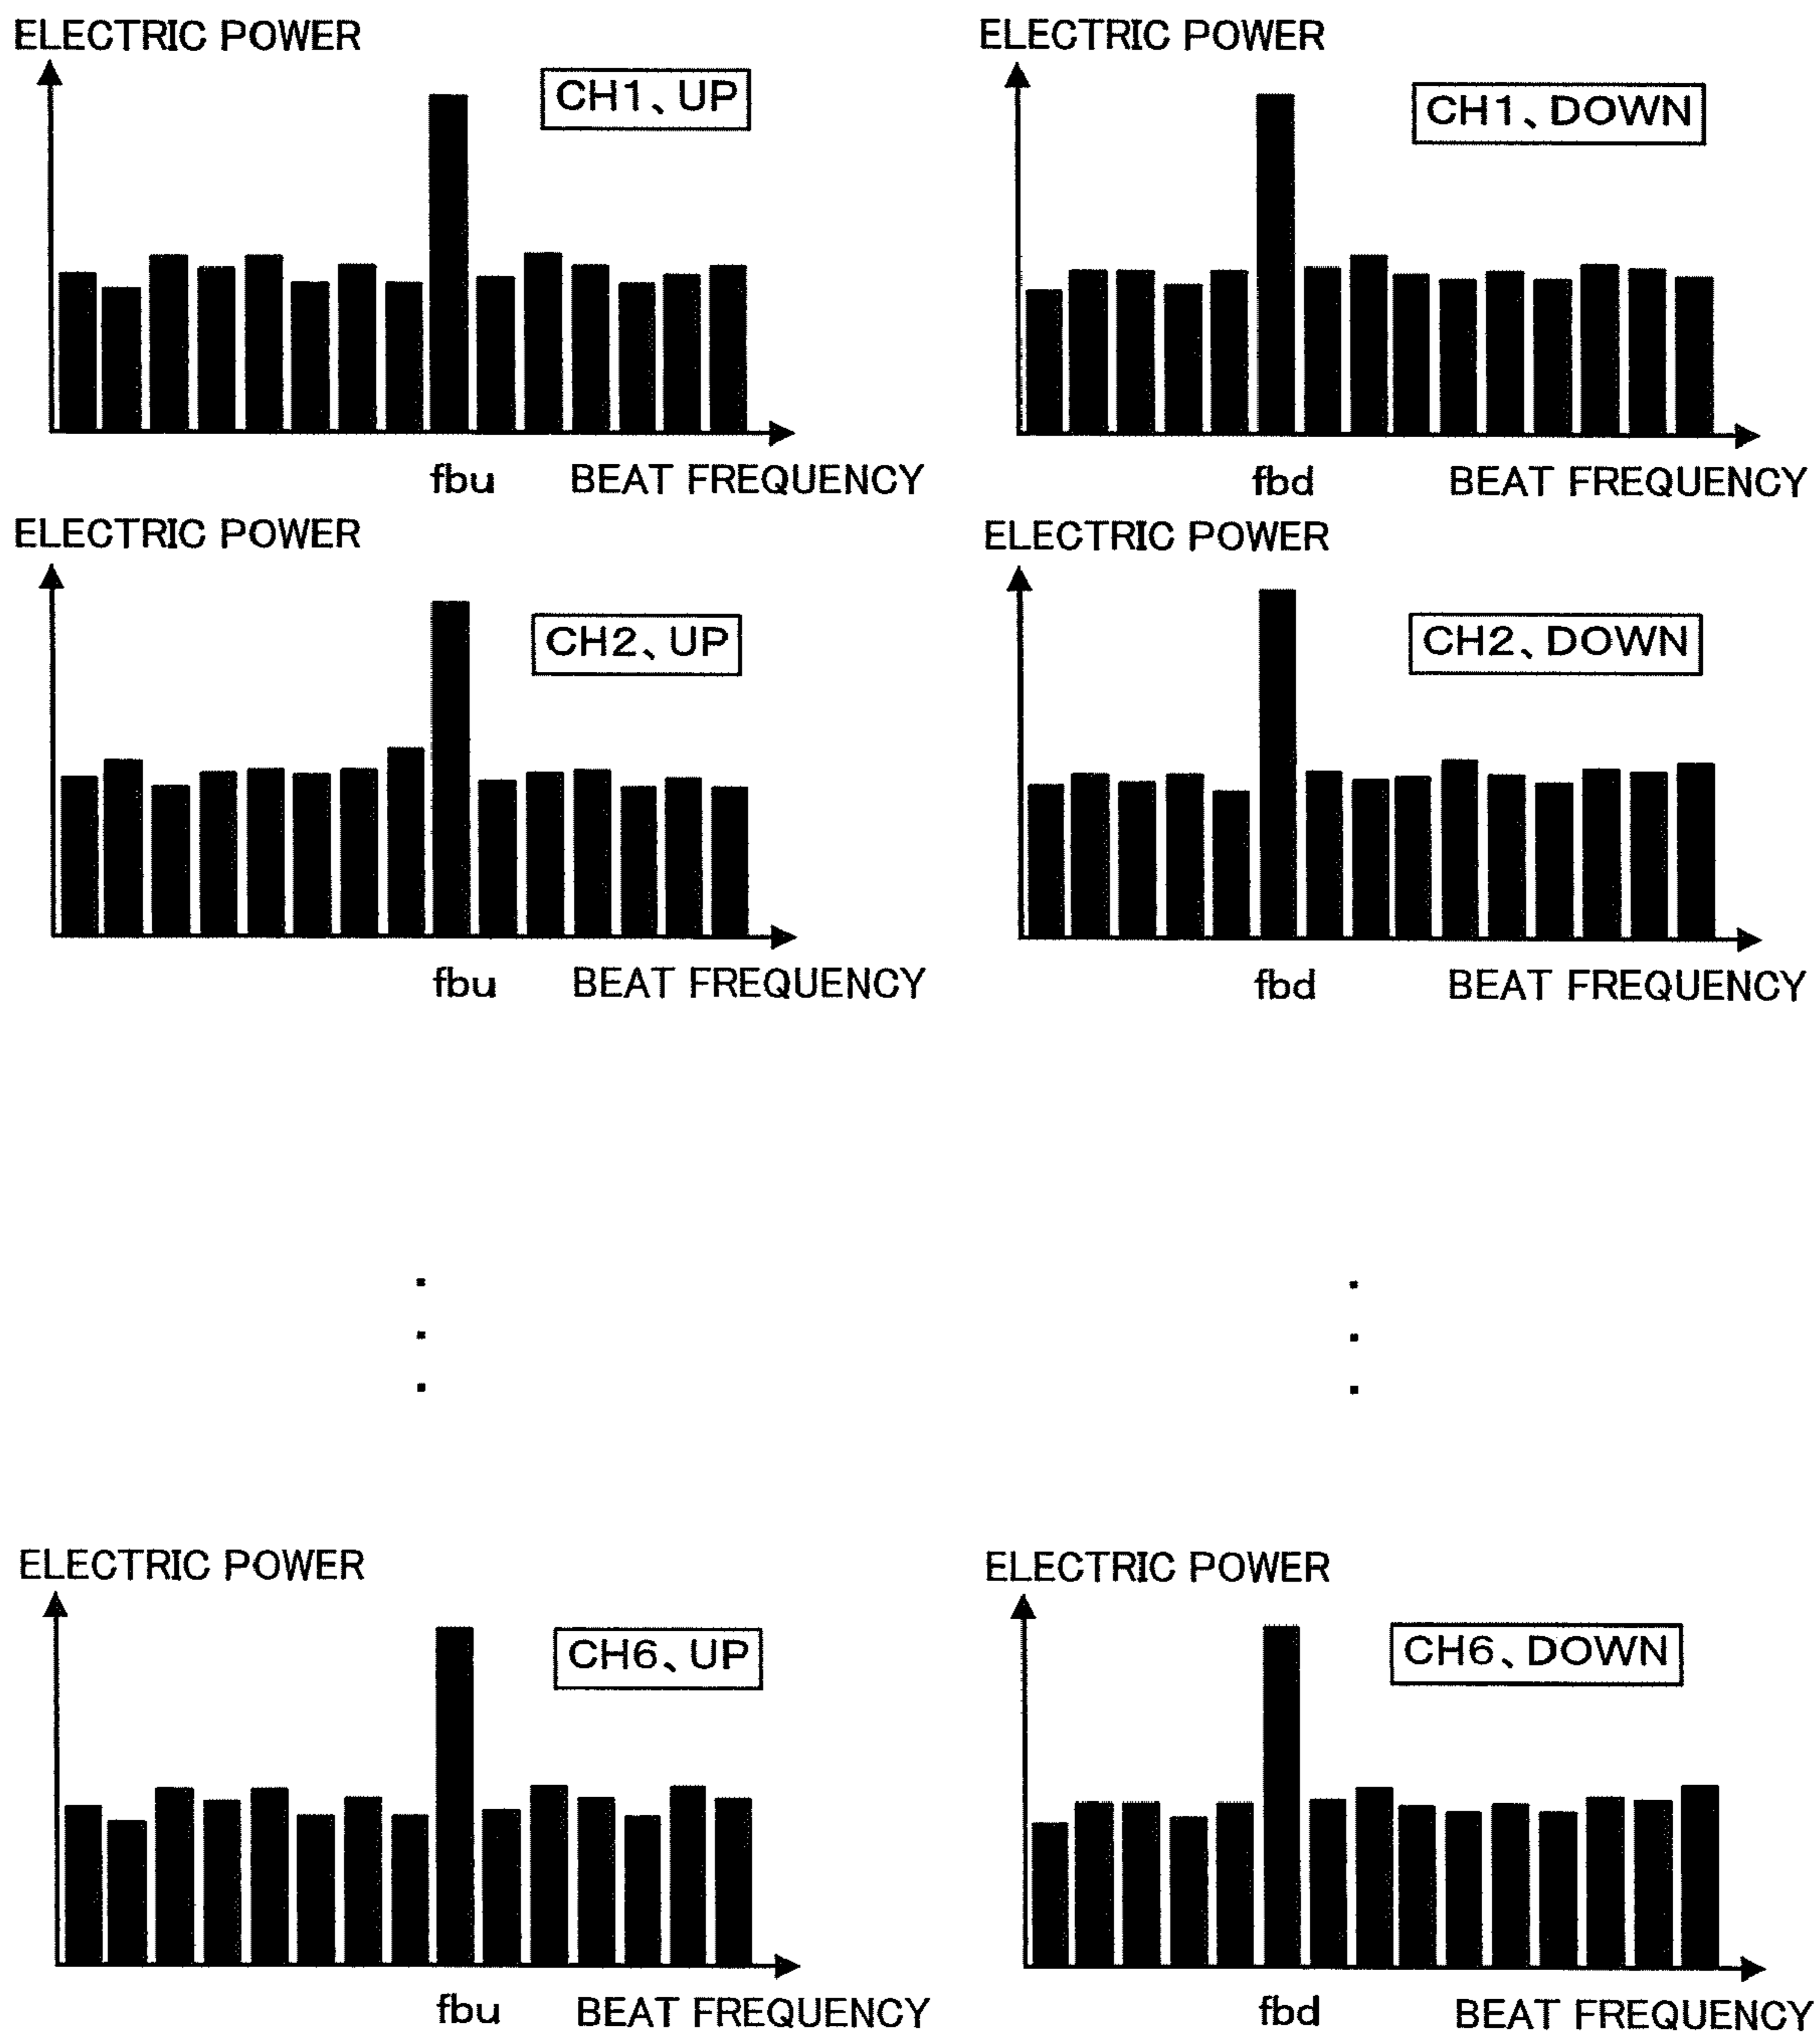 ELECTRIC POWER
CH1、UP
fbu
BEAT FREQUENCY
ELECTRIC POWER
CH1、DOWN
fbd
BEAT FREQUENCY
ELECTRIC POWER
CH2、UP
fbu
BEAT FREQUENCY
ELECTRIC POWER
CH2、DOWN
fbd
BEAT FREQUENCY
ELECTRIC POWER
CH6、UP
fbu
BEAT FREQUENCY
ELECTRIC POWER
CH6、DOWN
fbd
BEAT FREQUENCY